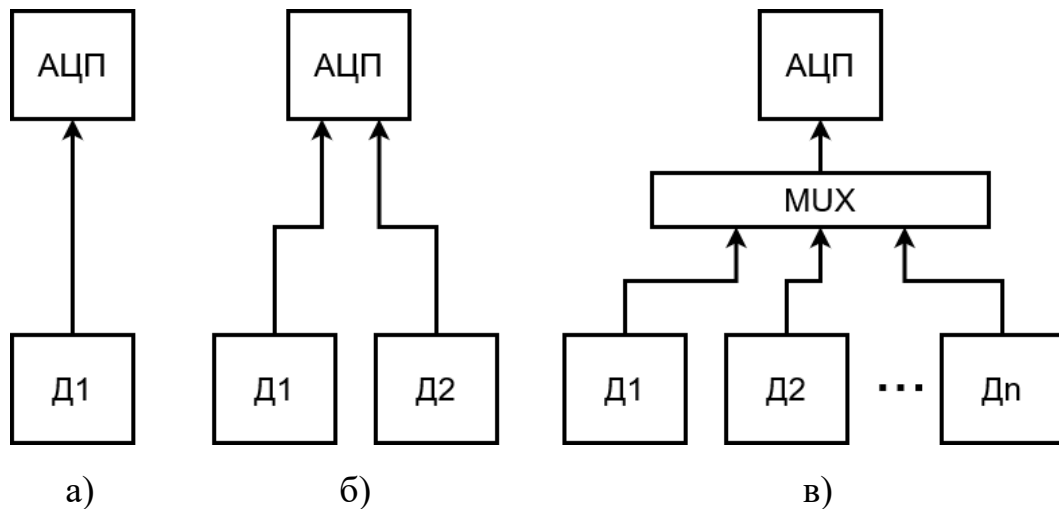 АЦП АЦП АЦП
MUX
Д1 Д1 Д2 Д1 Д2 ... Дn
а) б) в)